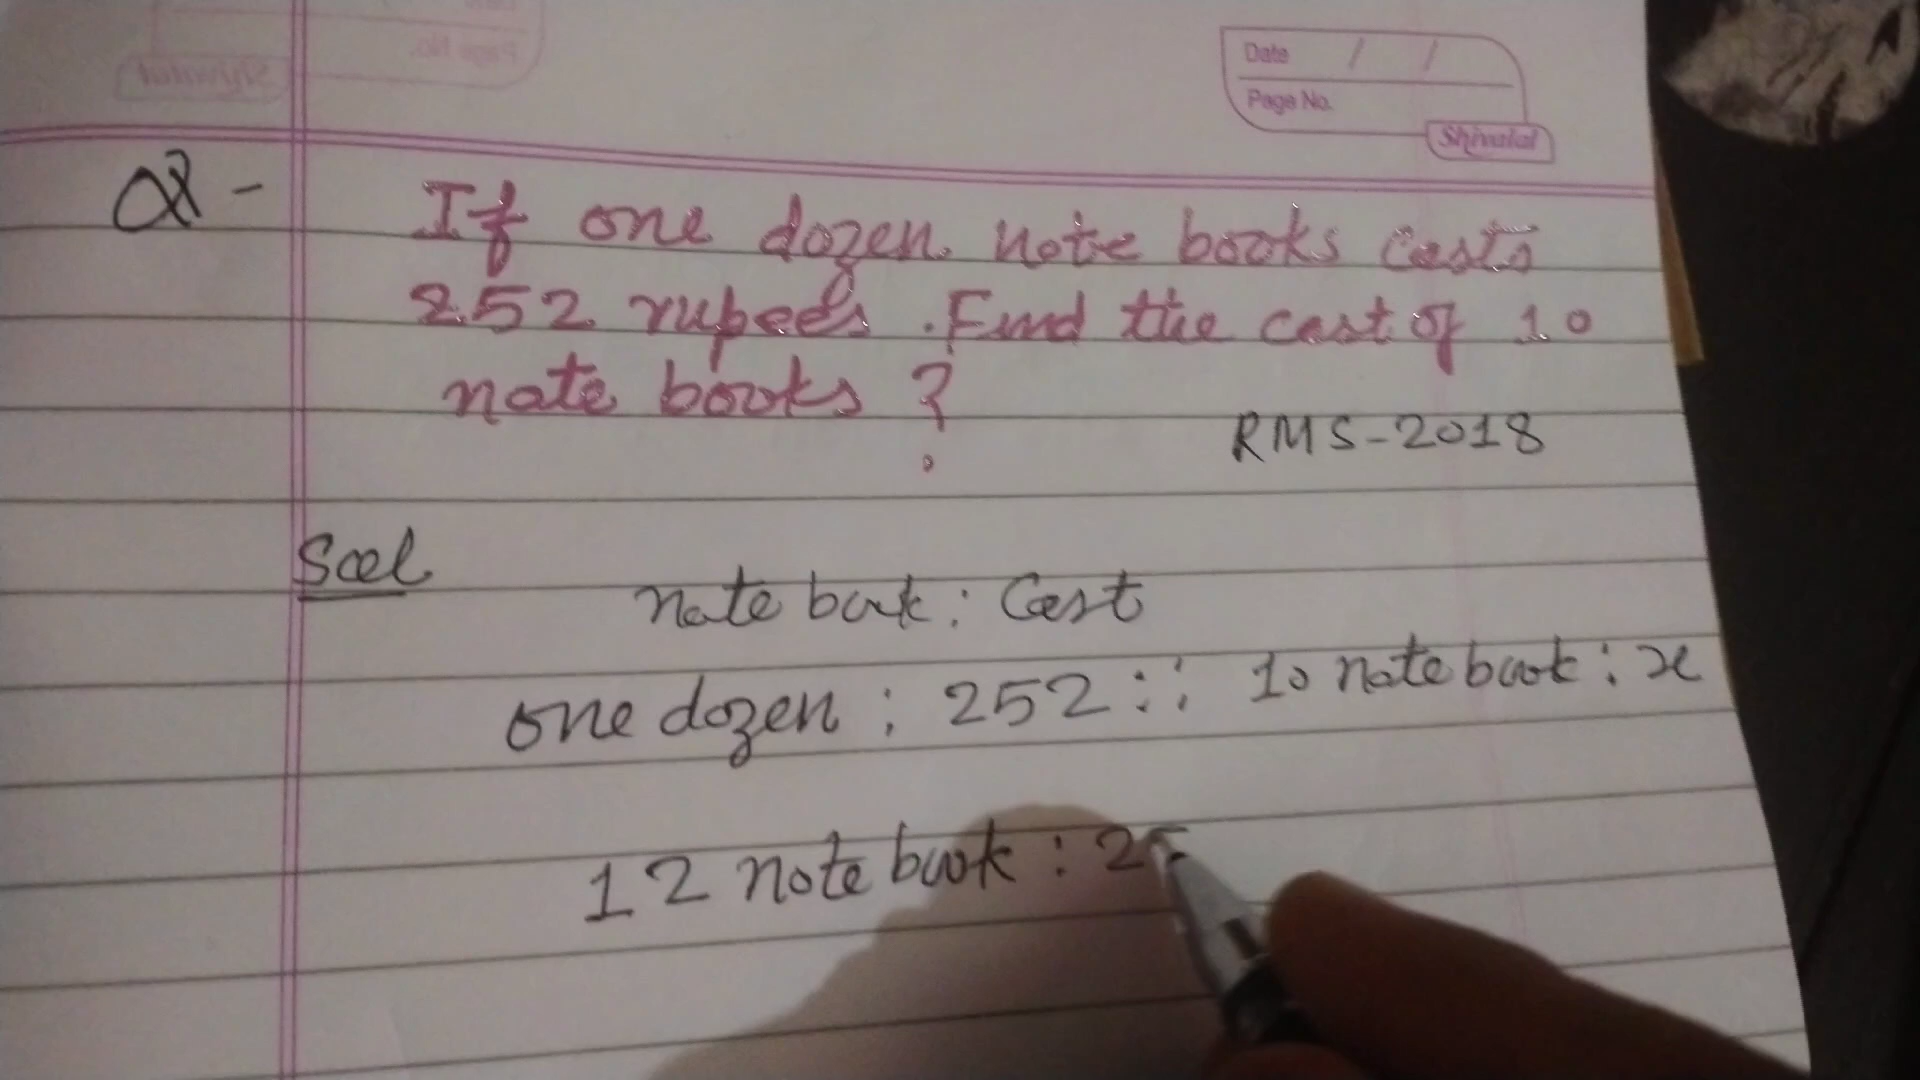 Date / /
Page No.
Shivalal
Q -
If one dozen note books costs
252 rupees. Find the cost of 10
note books ?
RMS-2018
Sol
note book : Cost
one dozen : 252 :: 10 note book : x
12 note book : 25